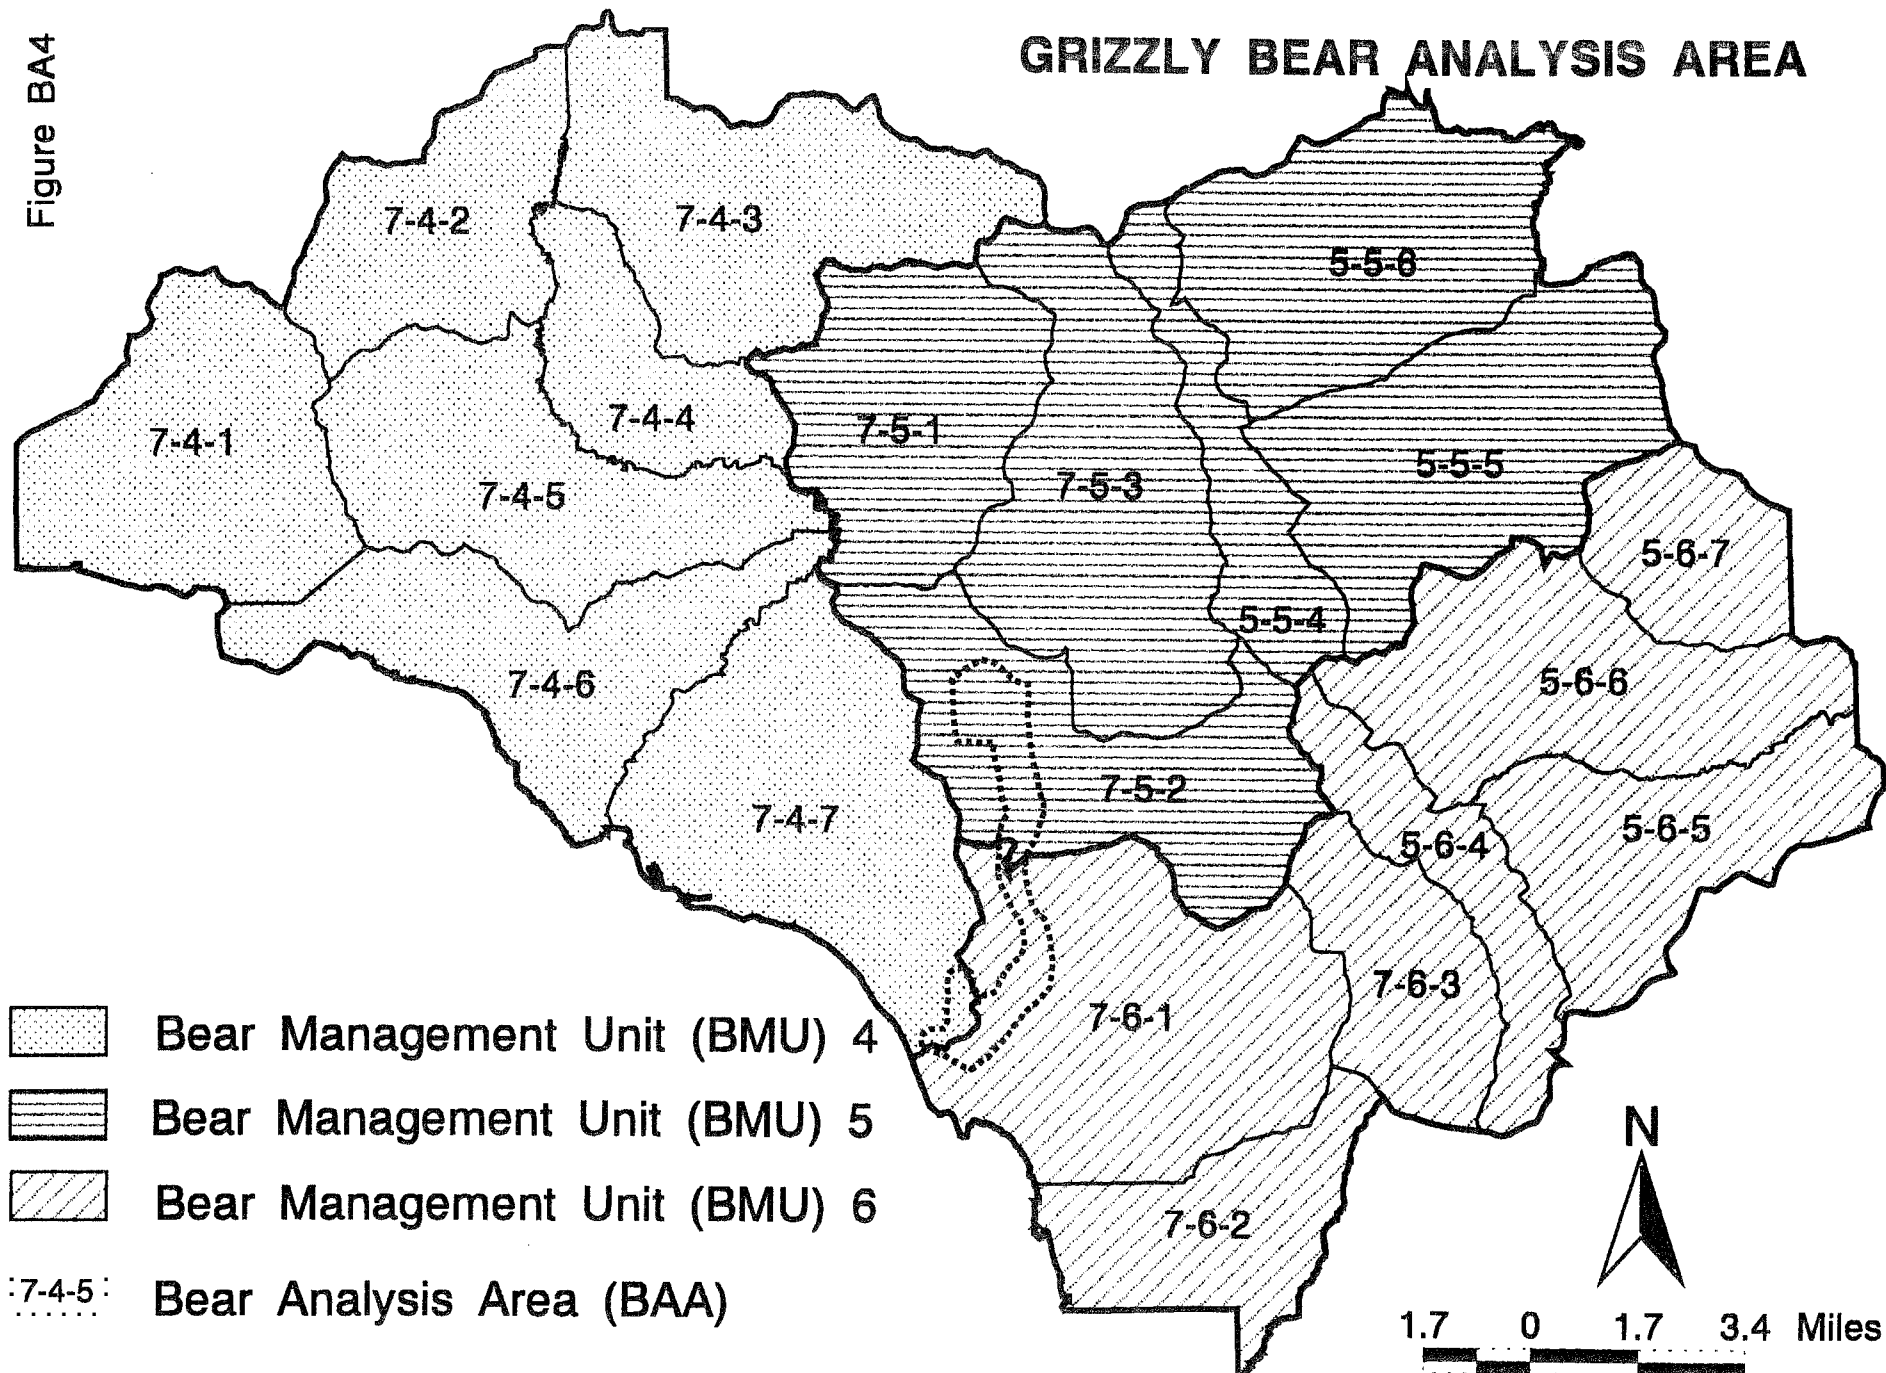 Figure BA4
GRIZZLY BEAR ANALYSIS AREA
7-4-2
7-4-3
5-5-6
7-4-1
7-4-4
7-5-1
7-4-5
7-5-3
5-5-5
5-6-7
5-5-4
7-4-6
5-6-6
7-5-2
7-4-7
5-6-4
5-6-5
7-6-3
7-6-1
7-6-2
Bear Management Unit (BMU) 4
Bear Management Unit (BMU) 5
Bear Management Unit (BMU) 6
7-4-5 Bear Analysis Area (BAA)
N
1.7 0 1.7 3.4 Miles